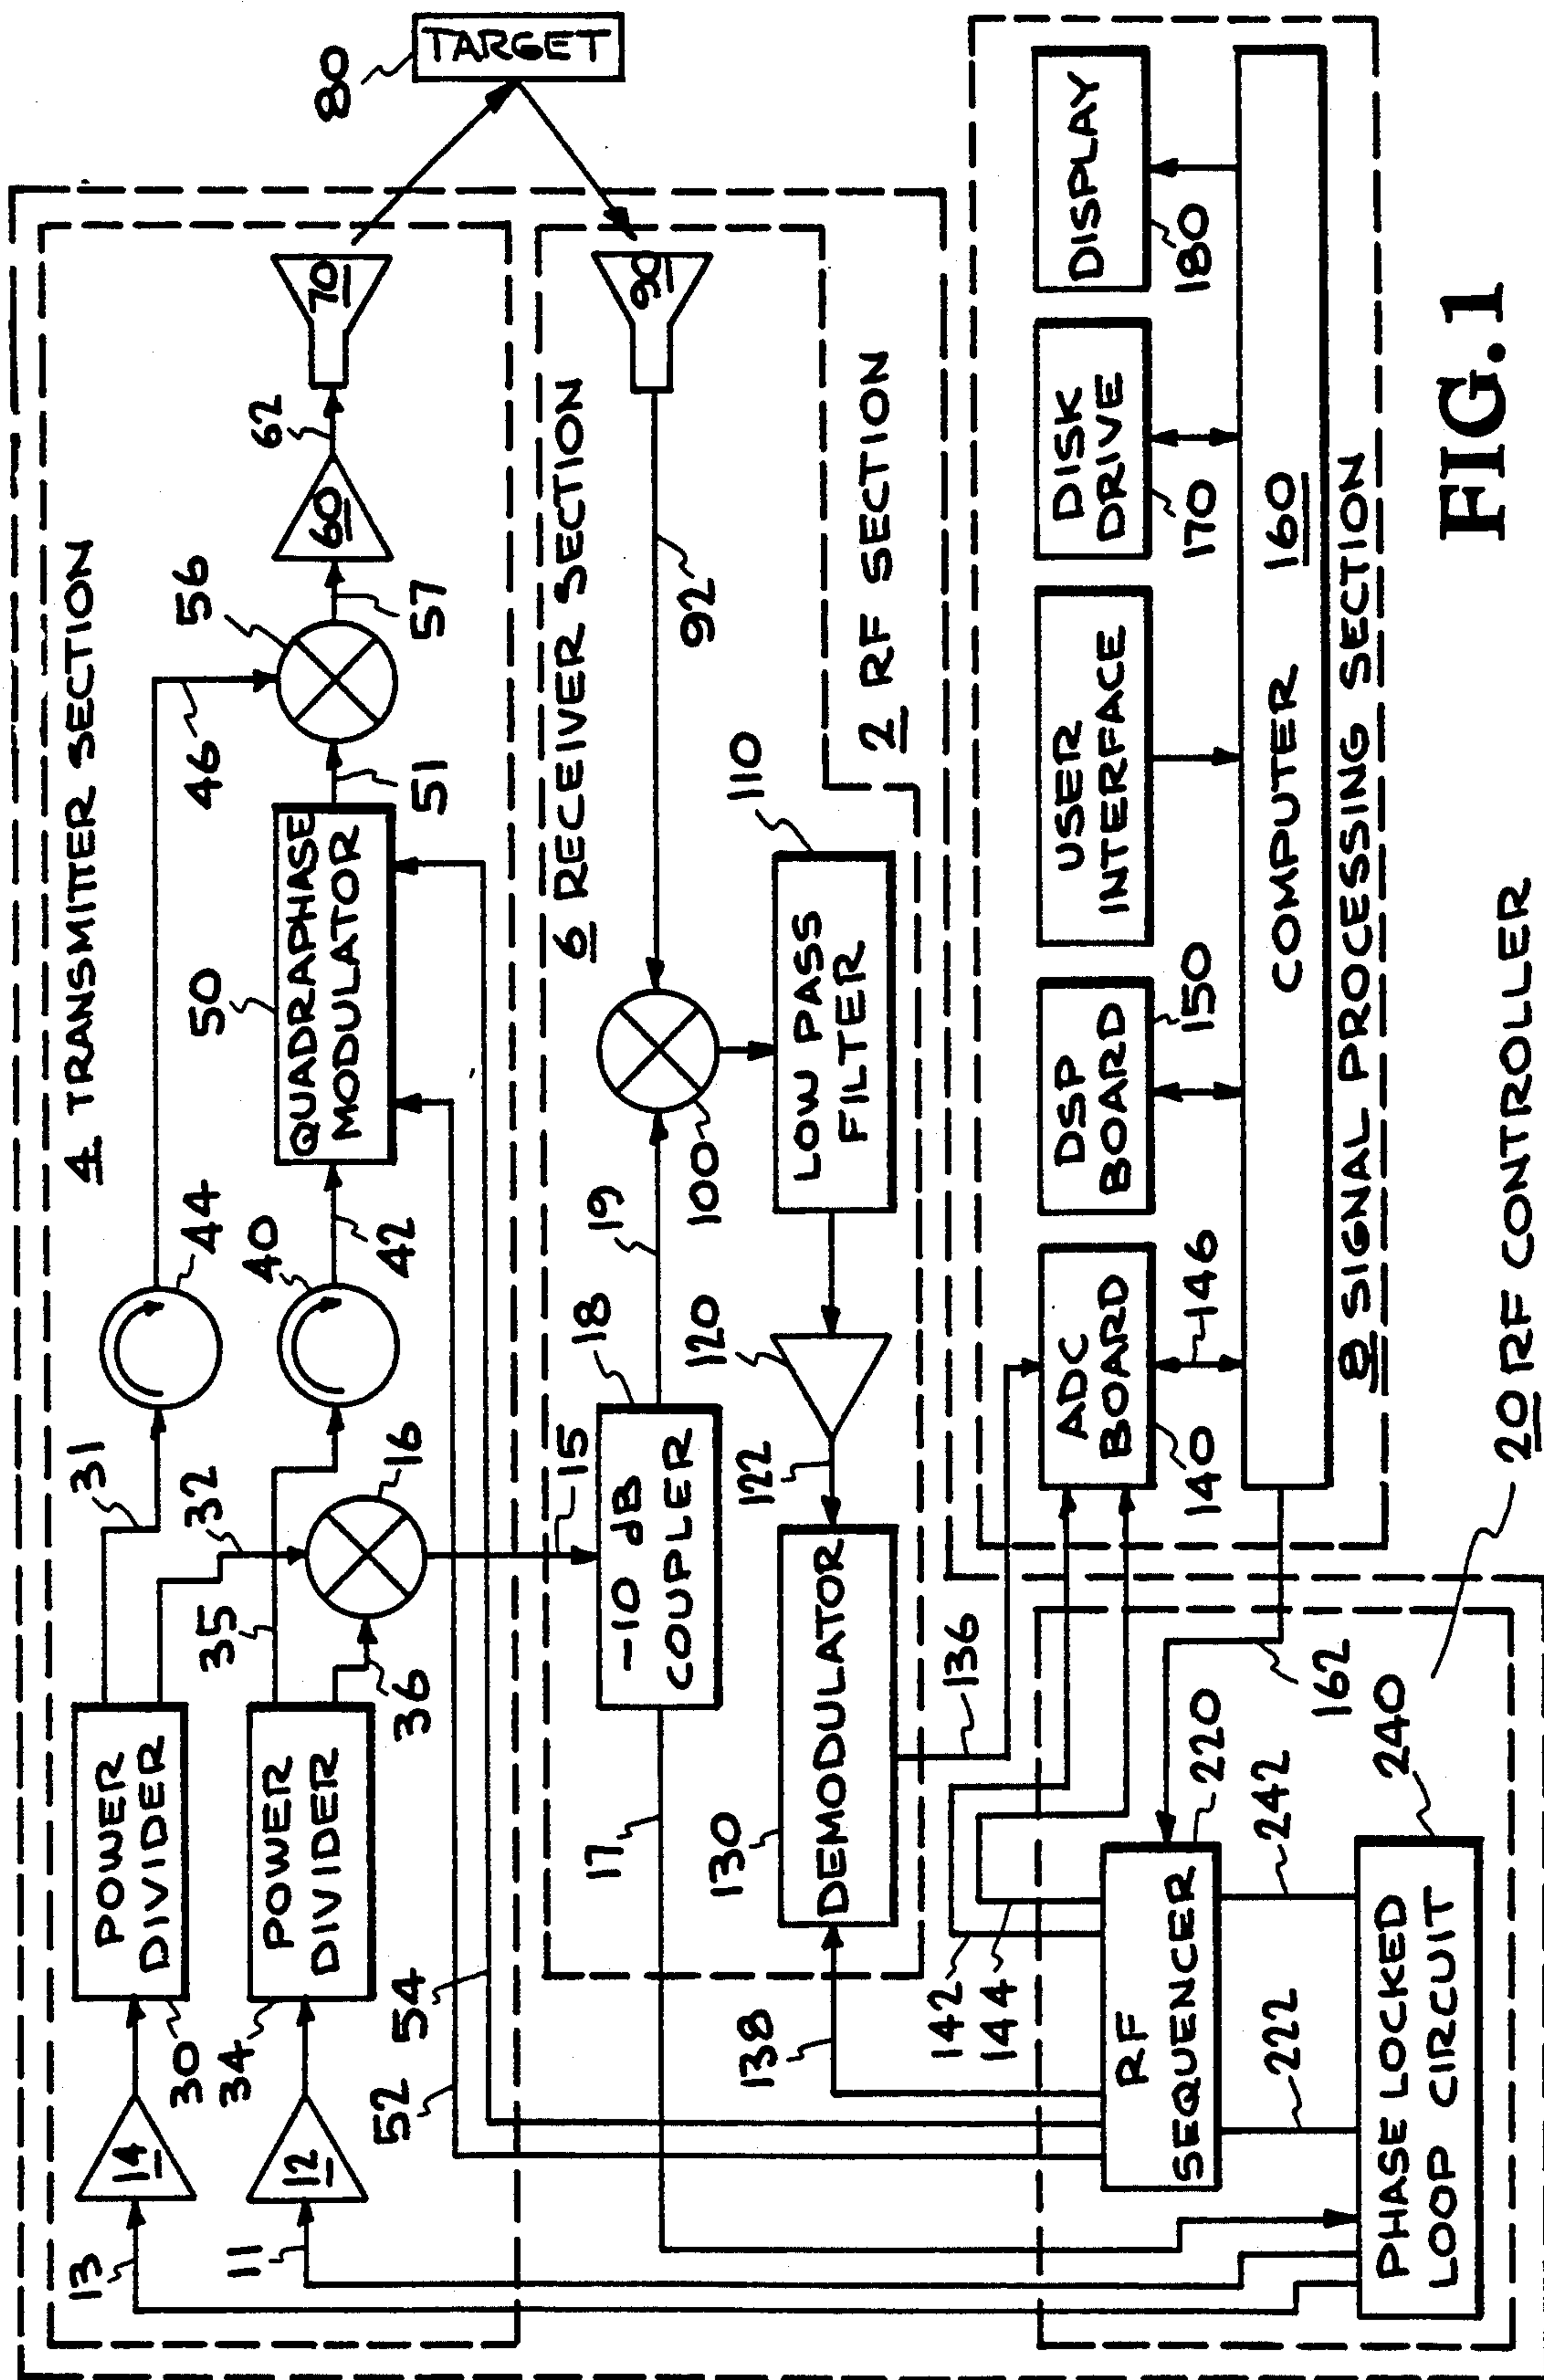 80
TARGET
4 TRANSMITTER SECTION
13
14
30
POWER
DIVIDER
31
32
44
46
56
11
12
34
POWER
DIVIDER
35
36
16
40
42
50
QUADRAPHASE
MODULATOR
51
57
60
62
70
52
54
15
6 RECEIVER SECTION
17
-10 dB
COUPLER
18
19
100
92
90
138
130
DEMODULATOR
122
120
LOW PASS
FILTER
110
136
2 RF SECTION
142
144
RF
SEQUENCER
220
162
222
242
PHASE LOCKED
LOOP CIRCUIT
240
20 RF CONTROLLER
ADC
BOARD
140
146
DSP
BOARD
150
USER
INTERFACE
DISK
DRIVE
170
DISPLAY
180
COMPUTER 160
8 SIGNAL PROCESSING SECTION
FIG.1